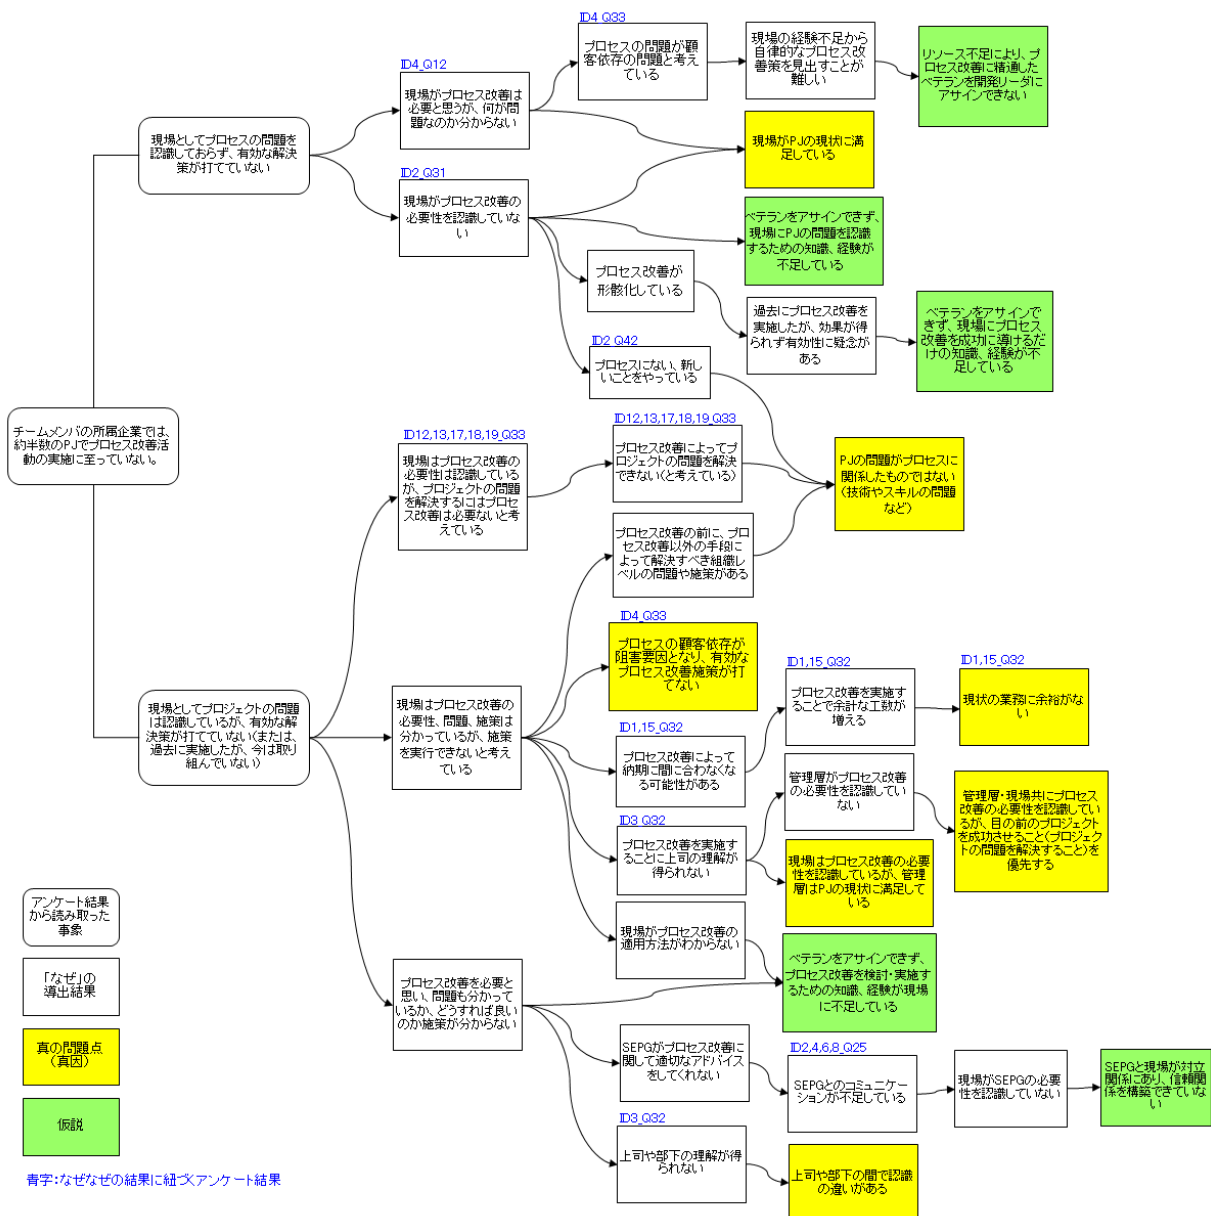 ID4_Q33
プロセスの問題が顧
客依存の問題と考え
ている
現場の経験不足から
自律的なプロセス改
善策を見出すことが
難しい
リソース不足により、プ
ロセス改善に精通した
ベテランを開発リーダに
アサインできない
ID4_Q12
現場がプロセス改善は
必要と思うが、何が問
題なのか分からない
現場がPJの現状に満
足している
現場としてプロセスの問題を
認識しておらず、有効な解決
策が打てていない
ID2_Q31
現場がプロセス改善の
必要性を認識していな
い
ベテランをアサインできず、
現場にPJの問題を認識
するための知識、経験が
不足している
プロセス改善が
形骸化している
過去にプロセス改善を
実施したが、効果が得
られず有効性に疑念が
ある
ベテランをアサインで
きず、現場にプロセス
改善を成功に導けるだ
けの知識、経験が不
足している
ID2_Q42
プロセスにない、新し
いことをやっている
チームメンバの所属企業では、
約半数のPJでプロセス改善活
動の実施に至っていない。
ID12,13,17,18,19_Q33
現場はプロセス改善の
必要性は認識している
が、プロジェクトの問題
を解決するにはプロセ
ス改善は必要ないと考
えている
ID12,13,17,18,19_Q33
プロセス改善によってプ
ロジェクトの問題を解決
できない(と考えている)
PJの問題がプロセスに
関係したものではない
(技術やスキルの問題
など)
プロセス改善の前に、プ
ロセス改善以外の手段に
よって解決すべき組織レ
ベルの問題や施策がある
ID4_Q33
プロセスの顧客依存が
阻害要因となり、有効な
プロセス改善施策が打
てない
現場としてプロジェクトの問題
は認識しているが、有効な解
決策が打てていない(または、
過去に実施したが、今は取り
組んでいない)
現場はプロセス改善の
必要性、問題、施策は
分かっているが、施策
を実行できないと考え
ている
ID1,15_Q32
プロセス改善によって
納期に間に合わなくな
る可能性がある
ID1,15_Q32
プロセス改善を実施す
ることで余計な工数が
増える
ID1,15_Q32
現状の業務に余裕がな
い
ID3_Q32
プロセス改善を実施す
ることに上司の理解が
得られない
管理層がプロセス改善
の必要性を認識してい
ない
管理層・現場共にプロセス
改善の必要性を認識してい
るが、目の前のプロジェクト
を成功させること(プロジェク
トの問題を解決すること)を
優先する
現場はプロセス改善の必要
性を認識しているが、管理
層はPJの現状に満足して
いる
現場がプロセス改善の
適用方法がわからない
ベテランをアサインできず、
プロセス改善を検討・実施す
るための知識、経験が現場
に不足している
プロセス改善を必要と
思い、問題も分かって
いるか、どうすれば良い
のか施策が分からない
SEPGがプロセス改善に
関して適切なアドバイス
をしてくれない
ID2,4,6,8_Q25
SEPGとのコミュニケー
ションが不足している
現場がSEPGの必要
性を認識していない
SEPGと現場が対立
関係にあり、信頼関
係を構築できていな
い
ID3_Q32
上司や部下の理解が得
られない
上司や部下の間で認識
の違いがある
アンケート結果
から読み取った
事象
「なぜ」の
導出結果
真の問題点
(真因)
仮説
青字:なぜなぜの結果に紐づくアンケート結果